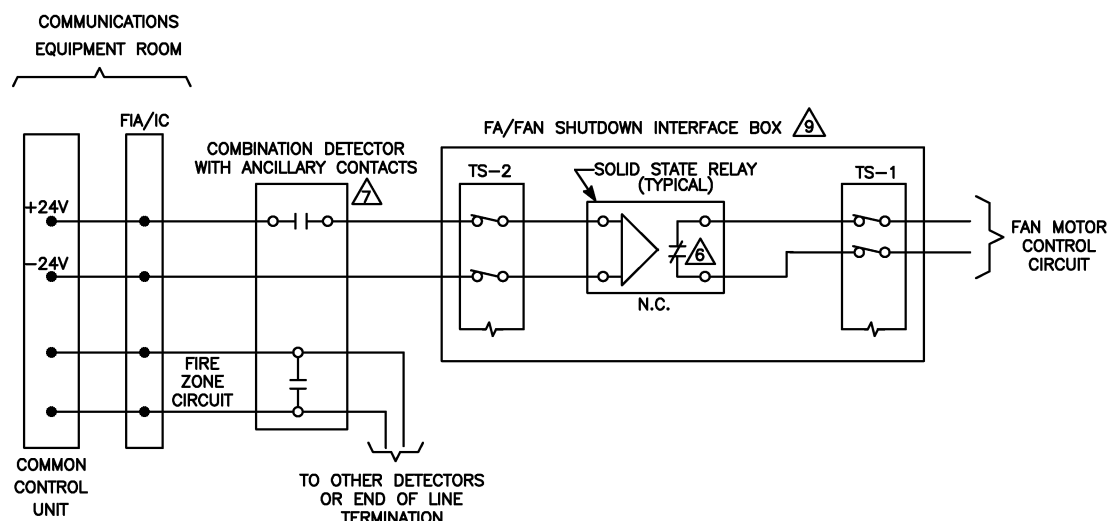 COMMUNICATIONS
EQUIPMENT ROOM
FIA/IC
FA/FAN SHUTDOWN INTERFACE BOX 9
COMBINATION DETECTOR
WITH ANCILLARY CONTACTS
7
TS-2
SOLID STATE RELAY
(TYPICAL)
TS-1
+24V
-24V
6
N.C.
FAN MOTOR
CONTROL
CIRCUIT
FIRE
ZONE
CIRCUIT
COMMON
CONTROL
UNIT
TO OTHER DETECTORS
OR END OF LINE
TERMINATION